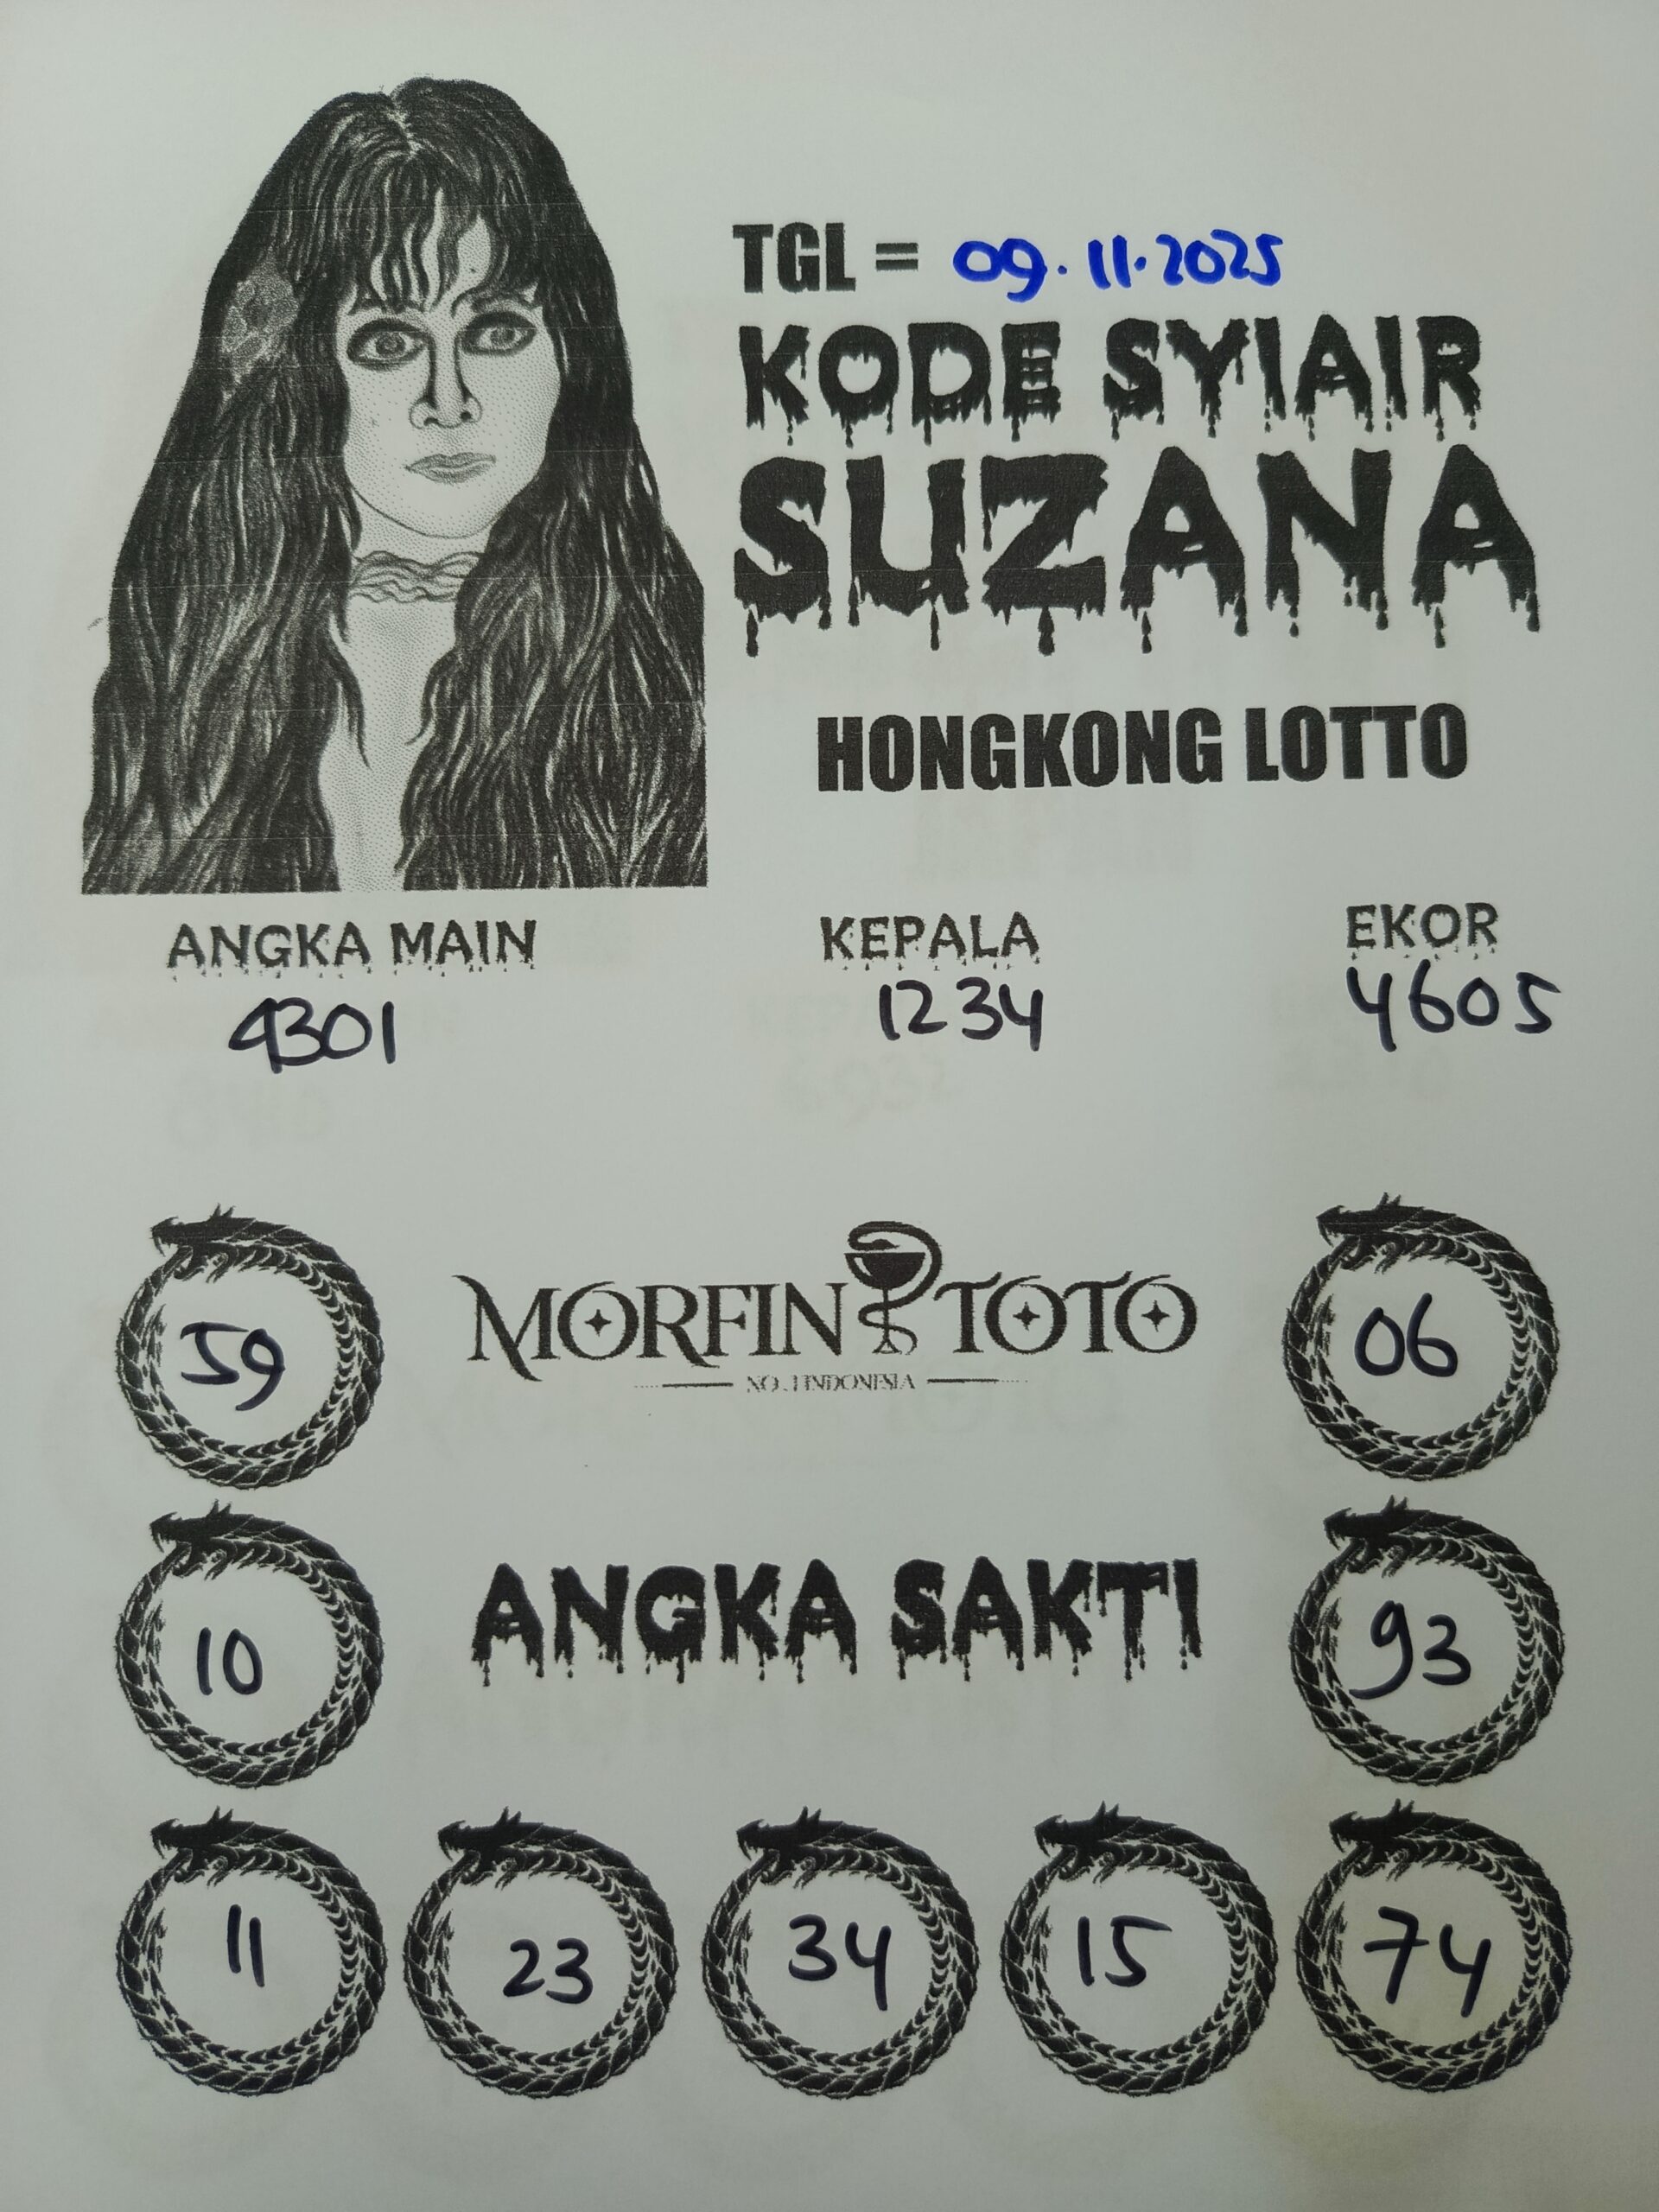 TGL = 09.11.2025
KODE SYIAIR
SUZANA
HONGKONG LOTTO
ANGKA MAIN KEPALA EKOR
4301 1234 4605
59 MORFIN TOTO 06
NO.1 INDONESIA
10 ANGKA SAKTI 93
11 23 34 15 74